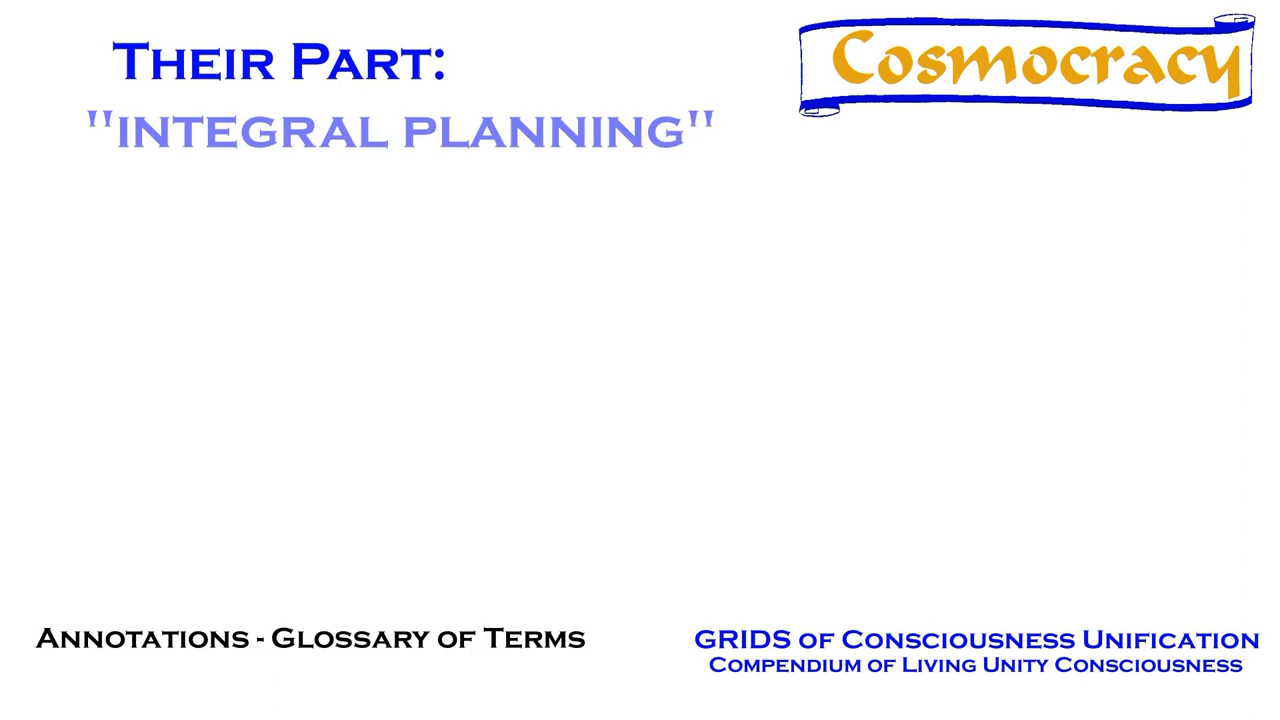 Their Part:
"INTEGRAL PLANNING"
Cosmocracy
Annotations - Glossary of Terms
GRIDS of Consciousness Unification
Compendium of Living Unity Consciousness